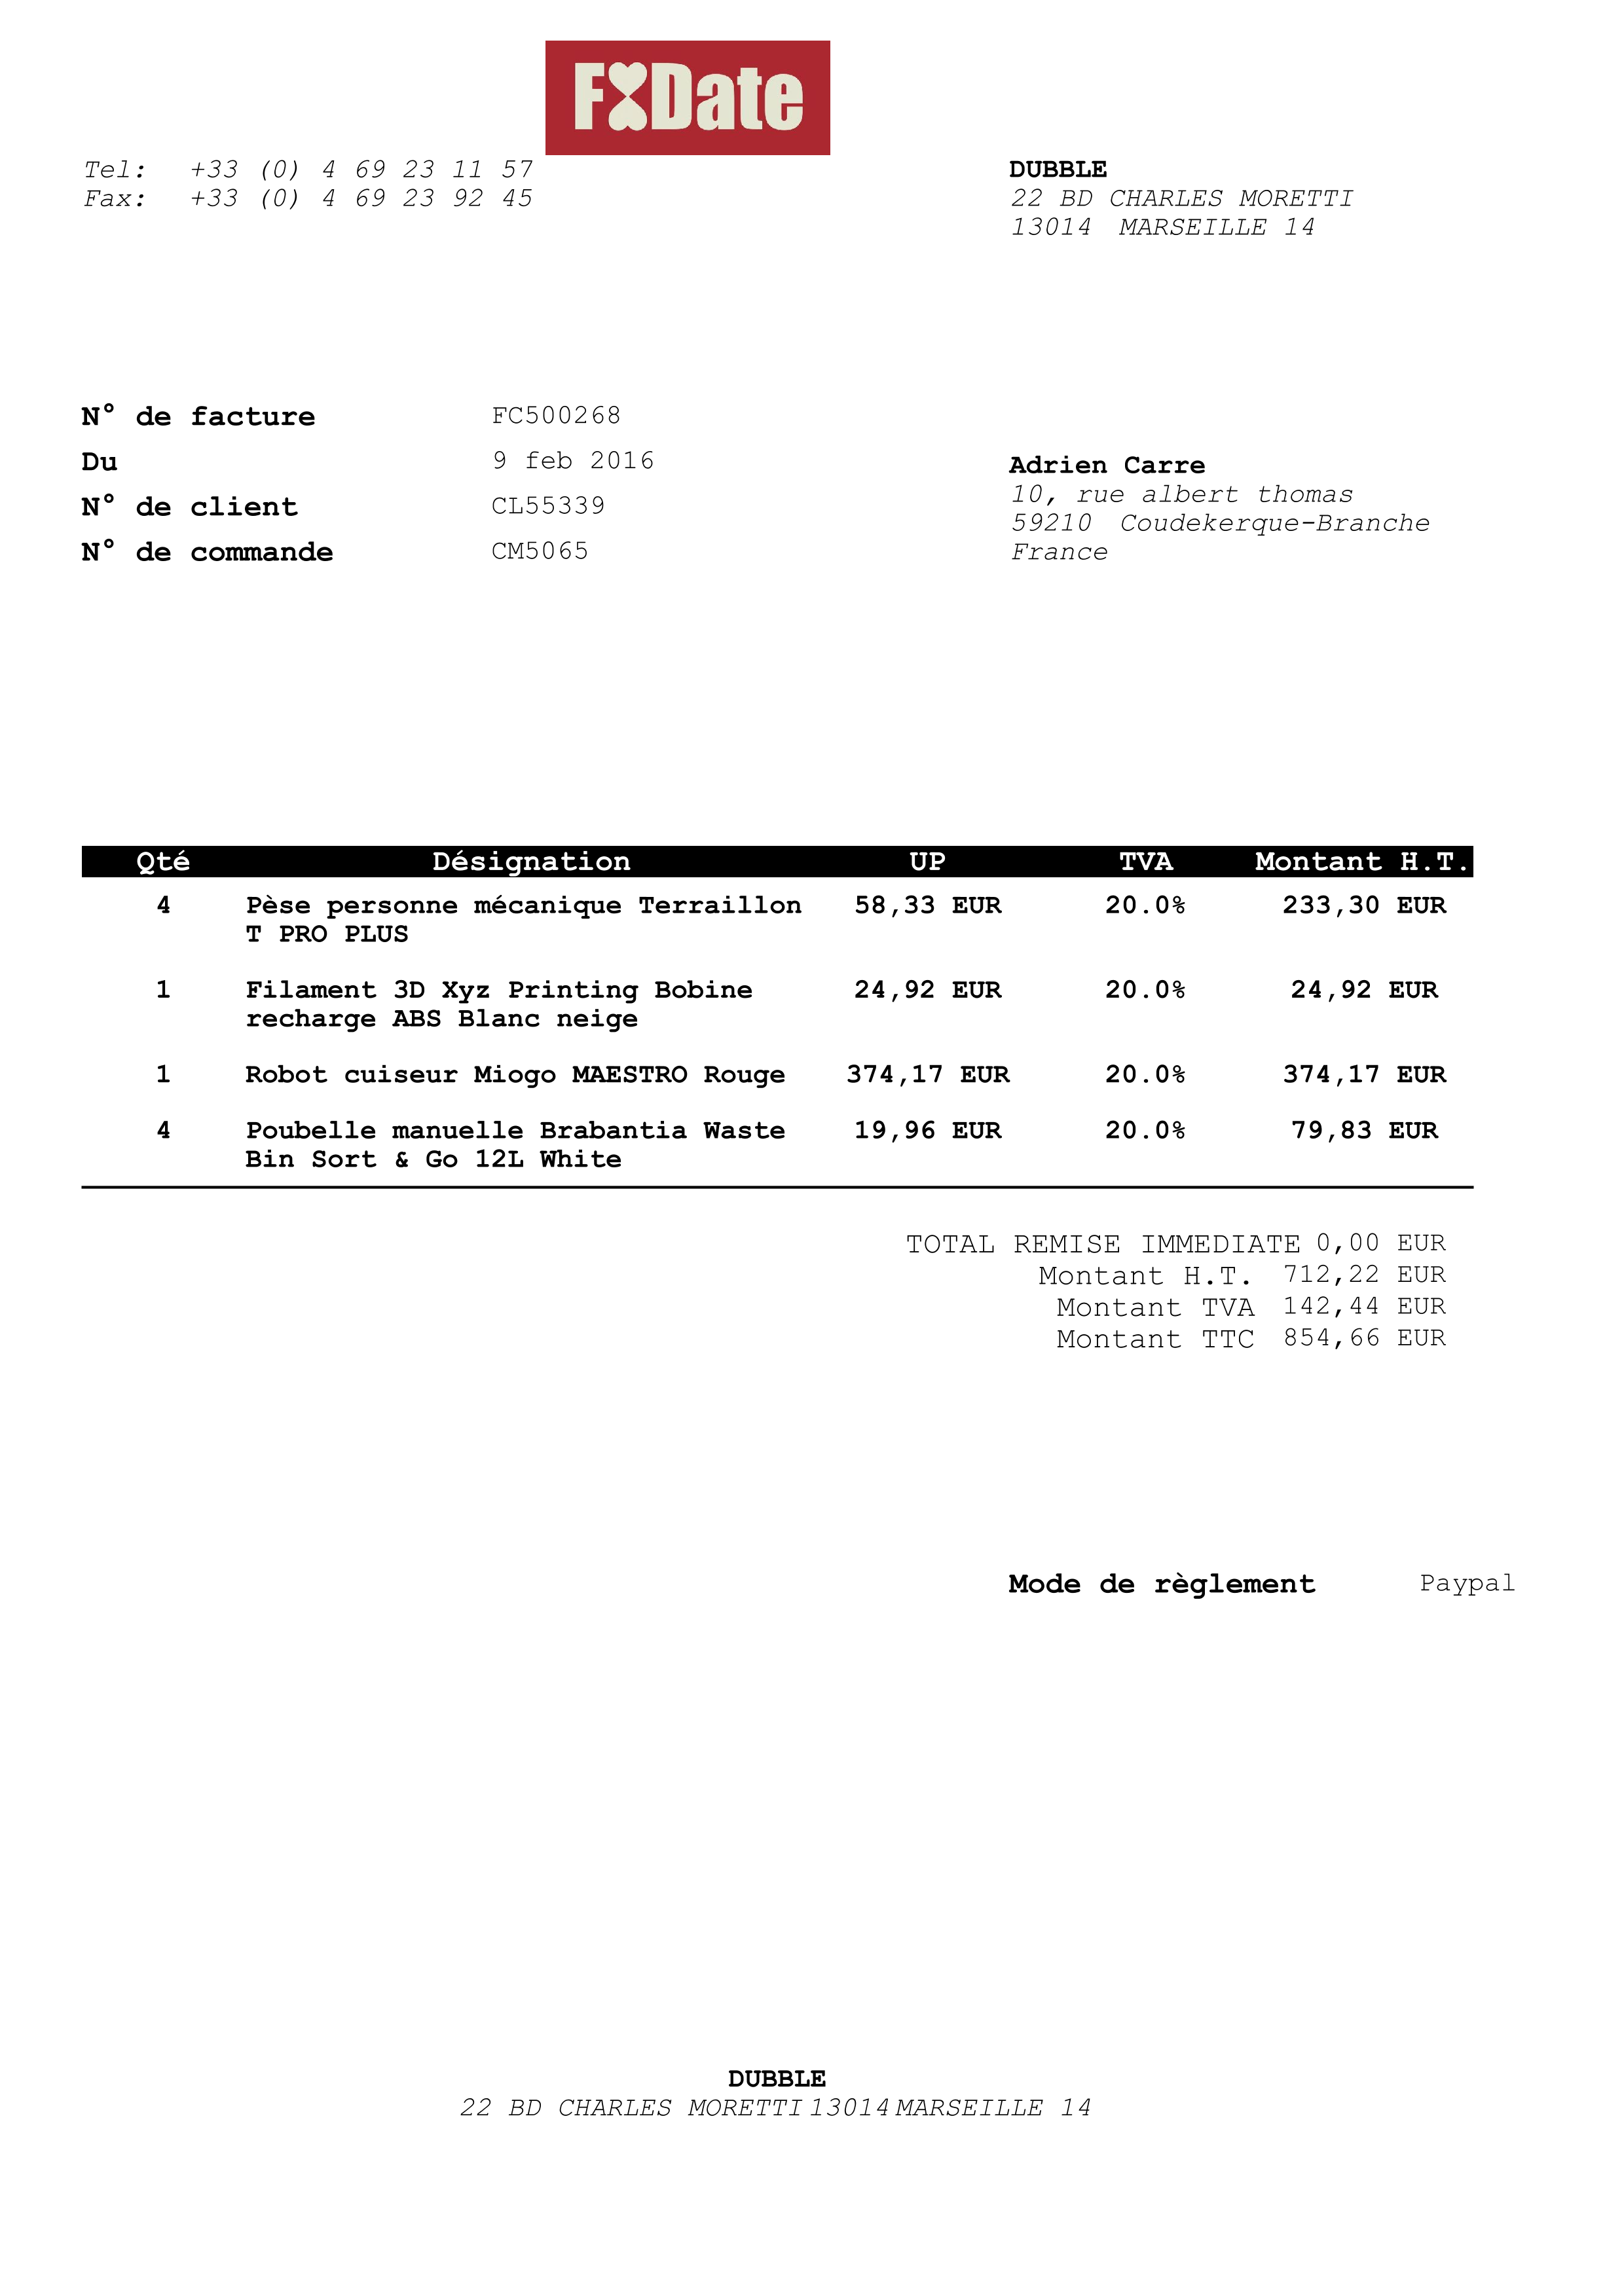 F Date
Tel: +33 (0) 4 69 23 11 57
Fax: +33 (0) 4 69 23 92 45
DUBBLE
22 BD CHARLES MORETTI
13014 MARSEILLE 14
N° de facture FC500268
Du 9 feb 2016
N° de client CL55339
N° de commande CM5065
Adrien Carre
10, rue albert thomas
59210 Coudekerque-Branche
France
Qté Désignation UP TVA Montant H.T.
4 Pèse personne mécanique Terraillon 58,33 EUR 20.0% 233,30 EUR
T PRO PLUS
1 Filament 3D Xyz Printing Bobine 24,92 EUR 20.0% 24,92 EUR
recharge ABS Blanc neige
1 Robot cuiseur Miogo MAESTRO Rouge 374,17 EUR 20.0% 374,17 EUR
4 Poubelle manuelle Brabantia Waste 19,96 EUR 20.0% 79,83 EUR
Bin Sort & Go 12L White
TOTAL REMISE IMMEDIATE 0,00 EUR
Montant H.T. 712,22 EUR
Montant TVA 142,44 EUR
Montant TTC 854,66 EUR
Mode de règlement Paypal
DUBBLE
22 BD CHARLES MORETTI 13014 MARSEILLE 14